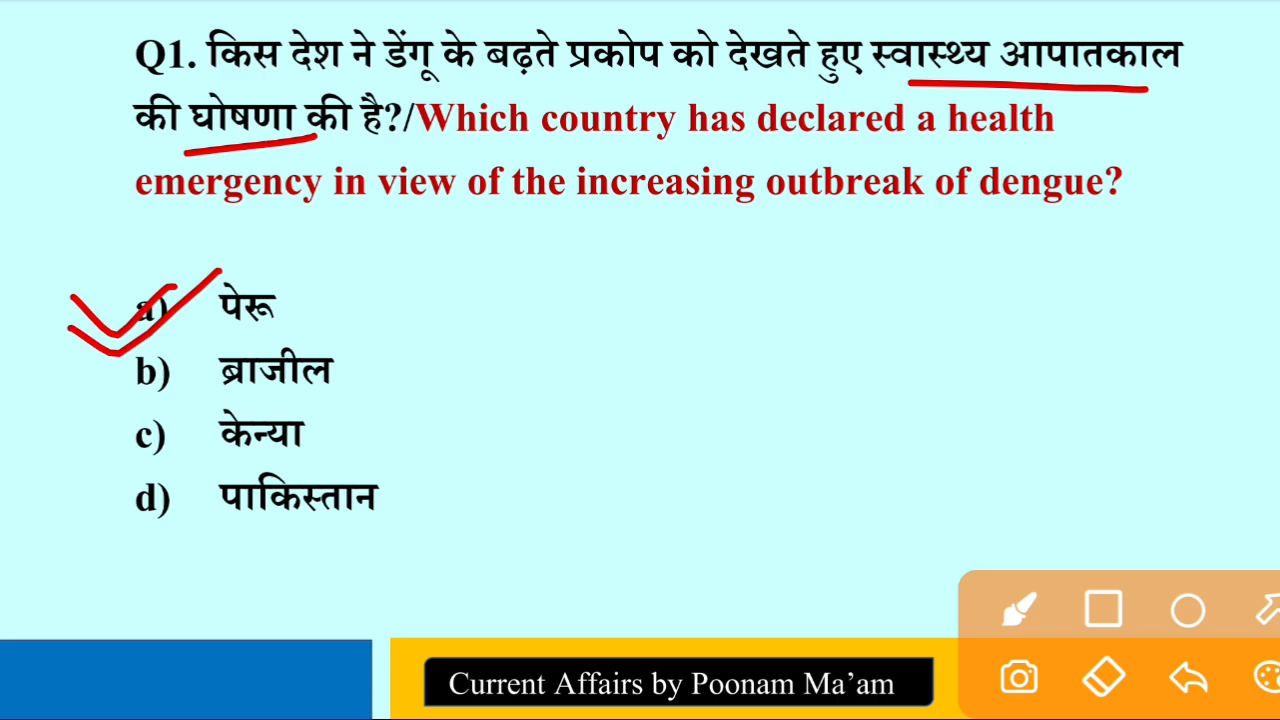 Q1. किस देश ने डेंगू के बढ़ते प्रकोप को देखते हुए स्वास्थ्य आपातकाल
की घोषणा की है?/Which country has declared a health
emergency in view of the increasing outbreak of dengue?
a) पेरू
b) ब्राजील
c) केन्या
d) पाकिस्तान
Current Affairs by Poonam Ma’am